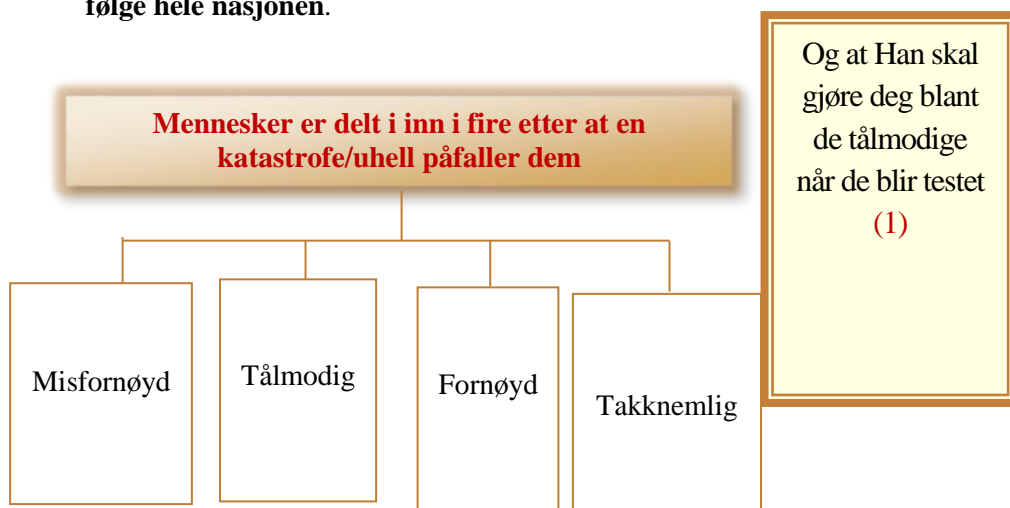 følge hele nasjonen.
Mennesker er delt i inn i fire etter at en
katastrofe/uhell påfaller dem
Misfornøyd
Tålmodig
Fornøyd
Takknemlig
Og at Han skal
gjøre deg blant
de tålmodige
når de blir testet
(1)